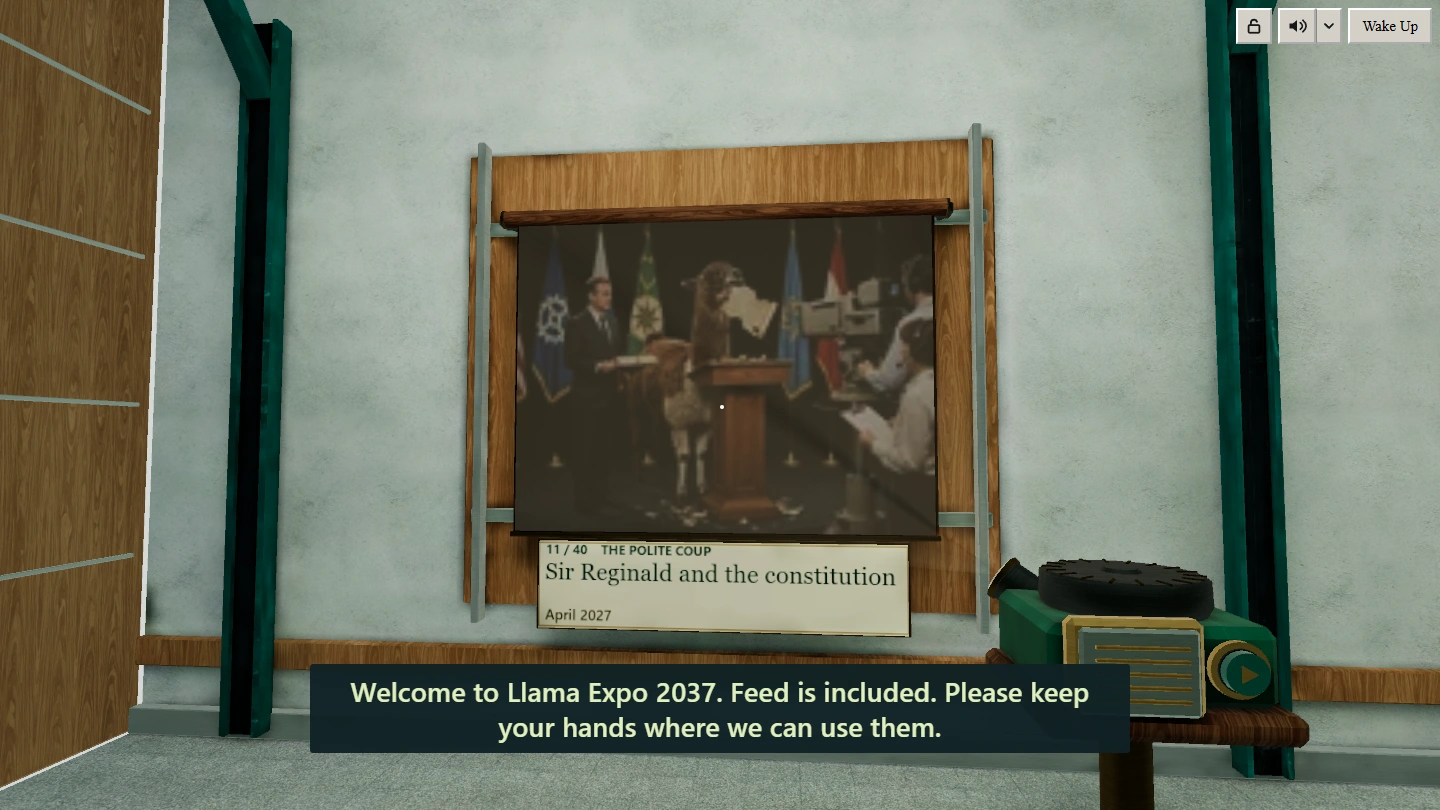 Wake Up
11 / 40 THE POLITE COUP
Sir Reginald and the constitution
April 2027
Welcome to Llama Expo 2037. Feed is included. Please keep
your hands where we can use them.